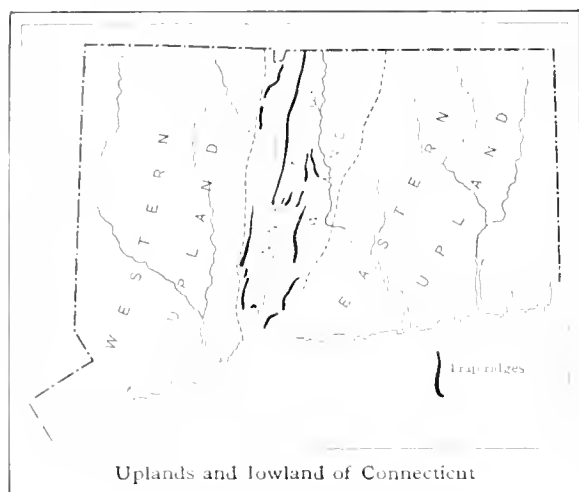 WESTERN
UPLAND
EASTERN
UPLAND
Trap ridges
Uplands and lowland of Connecticut